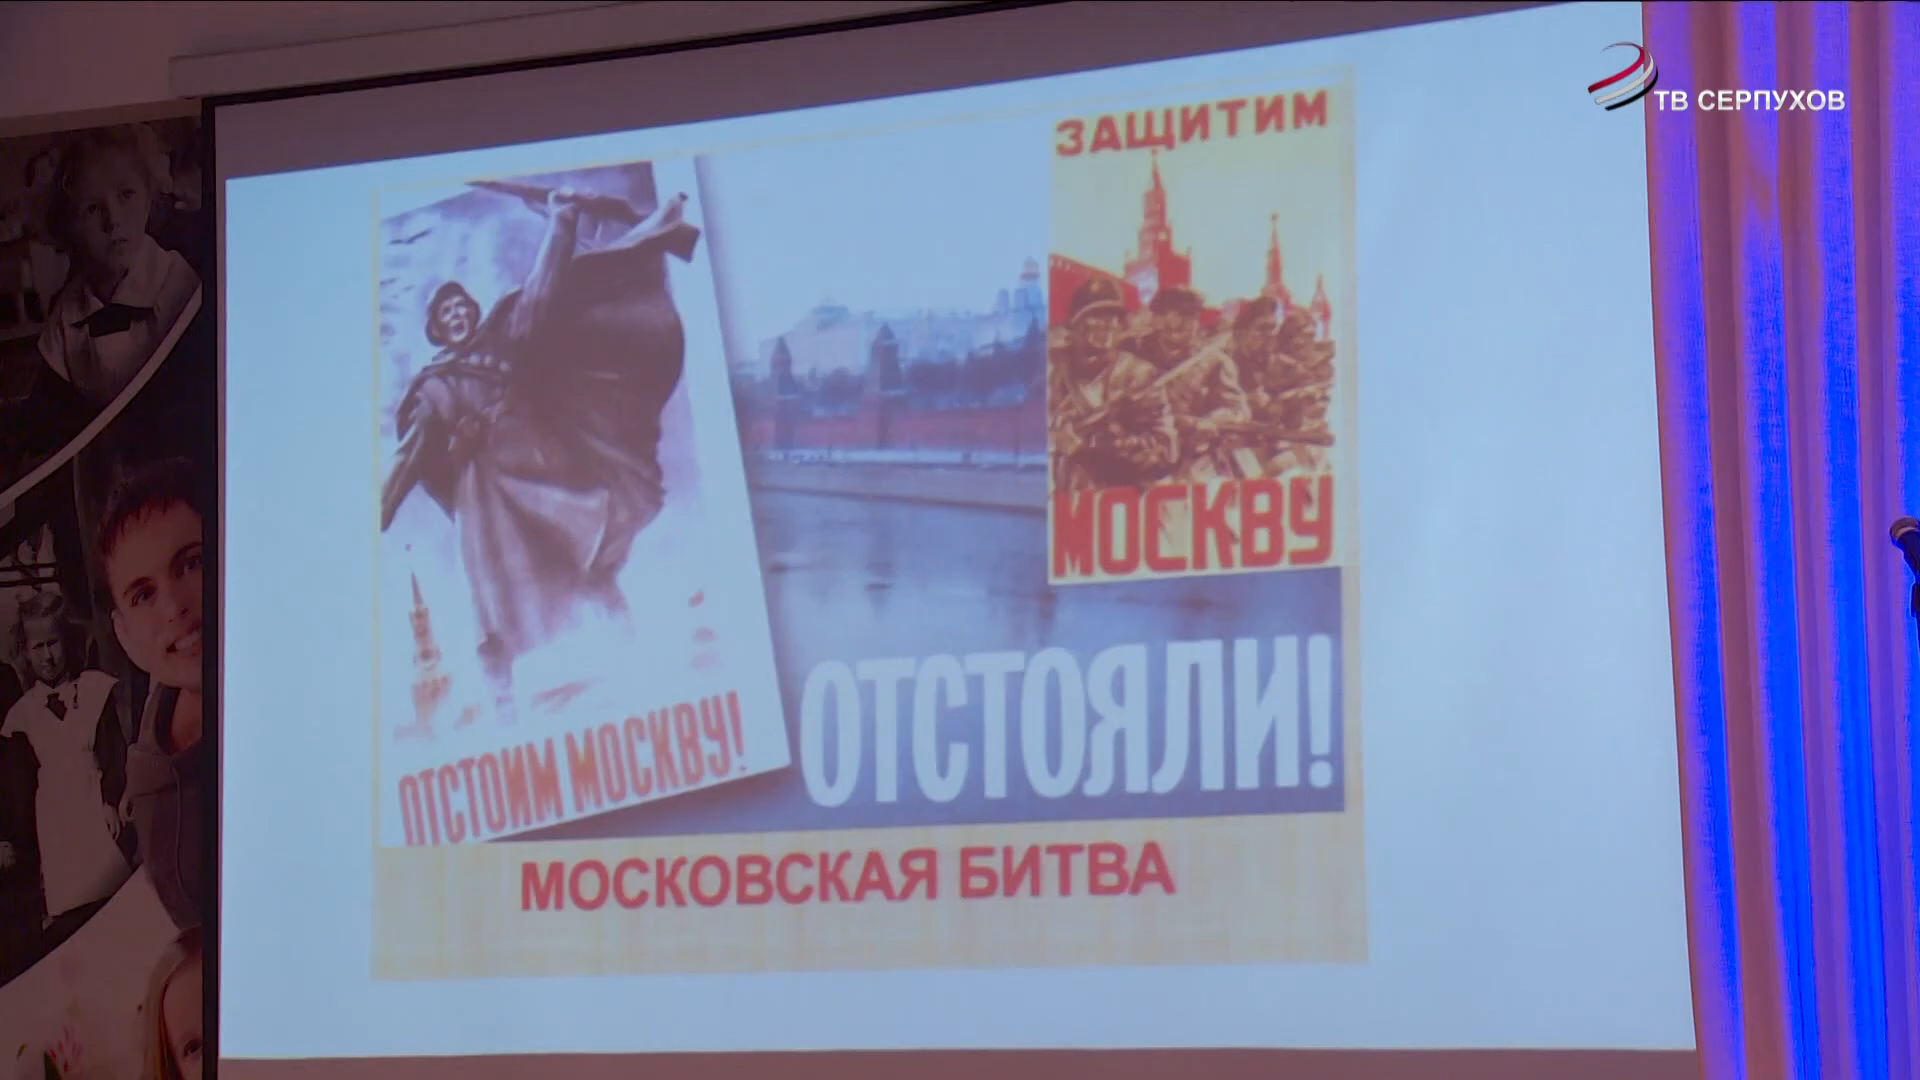 ТВ СЕРПУХОВ
ЗАЩИТИМ
МОСКВУ
ОТСТОИМ МОСКВУ!
ОТСТОЯЛИ!
МОСКОВСКАЯ БИТВА